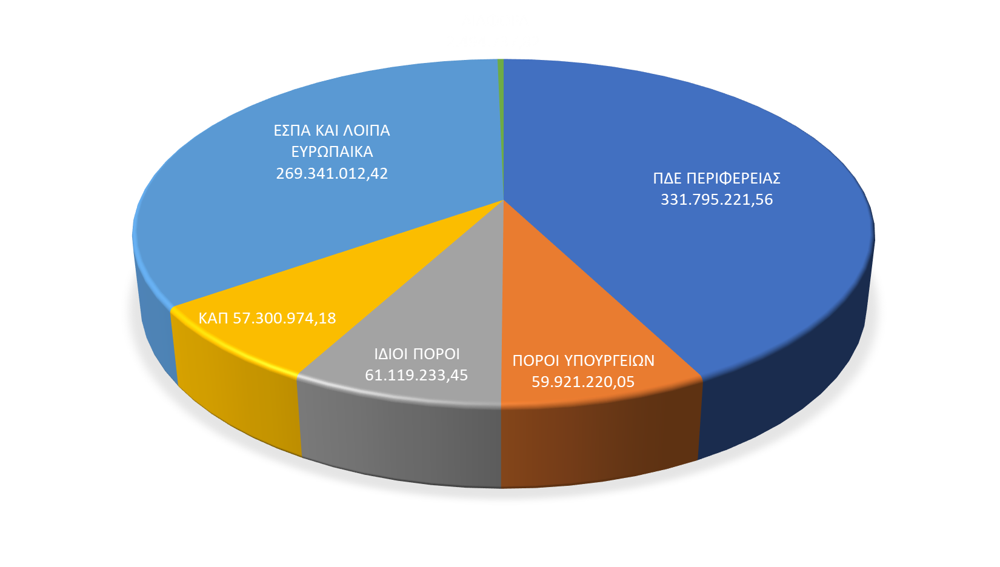 ΕΣΠΑ ΚΑΙ ΛΟΙΠΑ
ΕΥΡΩΠΑΙΚΑ
269.341.012,42
ΠΔΕ ΠΕΡΙΦΕΡΕΙΑΣ
331.795.221,56
ΚΑΠ 57.300.974,18
ΙΔΙΟΙ ΠΟΡΟΙ
61.119.233,45
ΠΟΡΟΙ ΥΠΟΥΡΓΕΙΩΝ
59.921.220,05